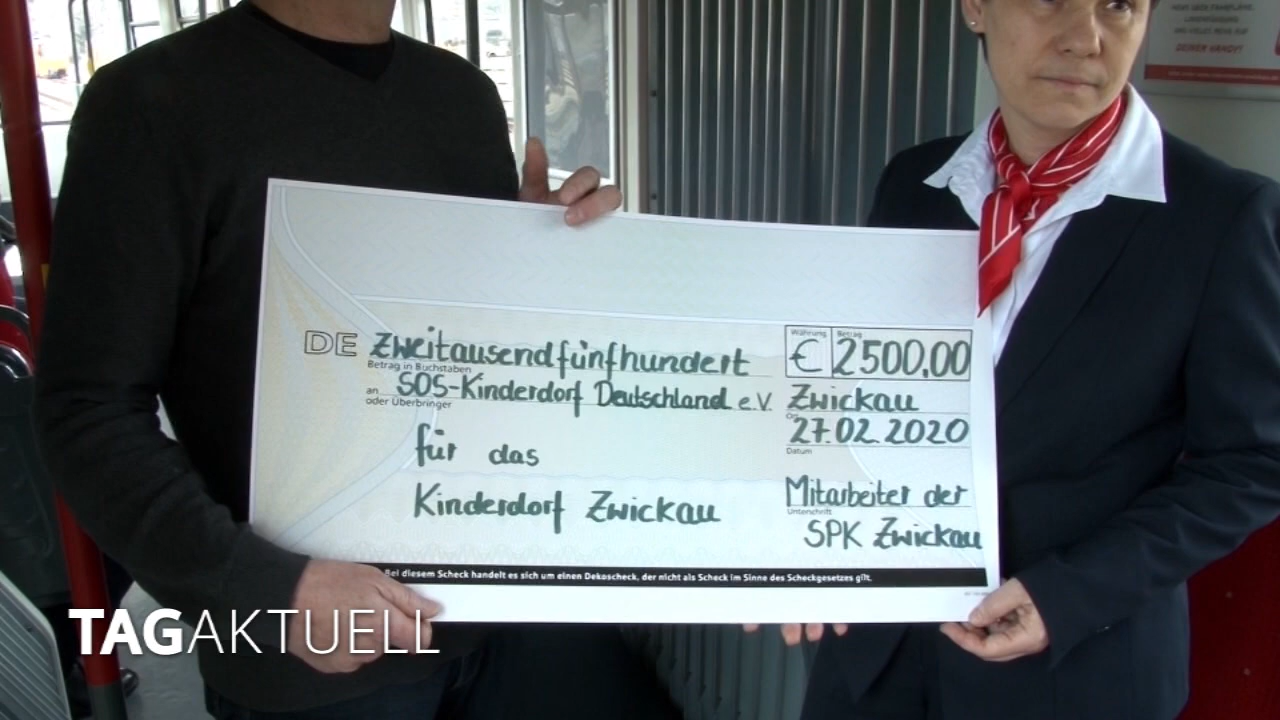 DE Zweitausendfünfhundert
Betrag in Buchstaben
Währung Betrag
€ 2500,00
an SOS-Kinderdorf Deutschland e.V.
oder Überbringer
Zwickau
Ort
27.02.2020
Datum
für das
Kinderdorf Zwickau
Mitarbeiter der
Unterschrift
SPK Zwickau
Bei diesem Scheck handelt es sich um einen Dekoscheck, der nicht als Scheck im Sinne des Scheckgesetzes gilt.
TAGAKTUELL